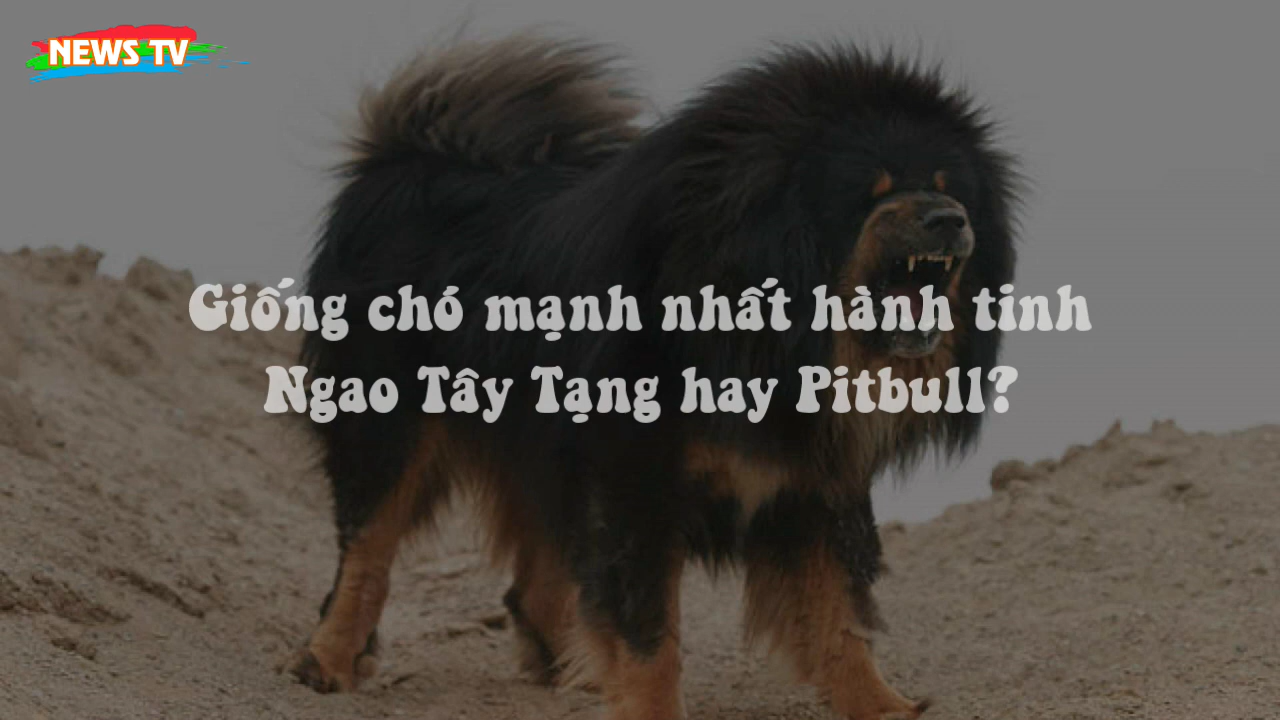 NEWS TV
Giống chó mạnh nhất hành tinh
Ngao Tây Tạng hay Pitbull?